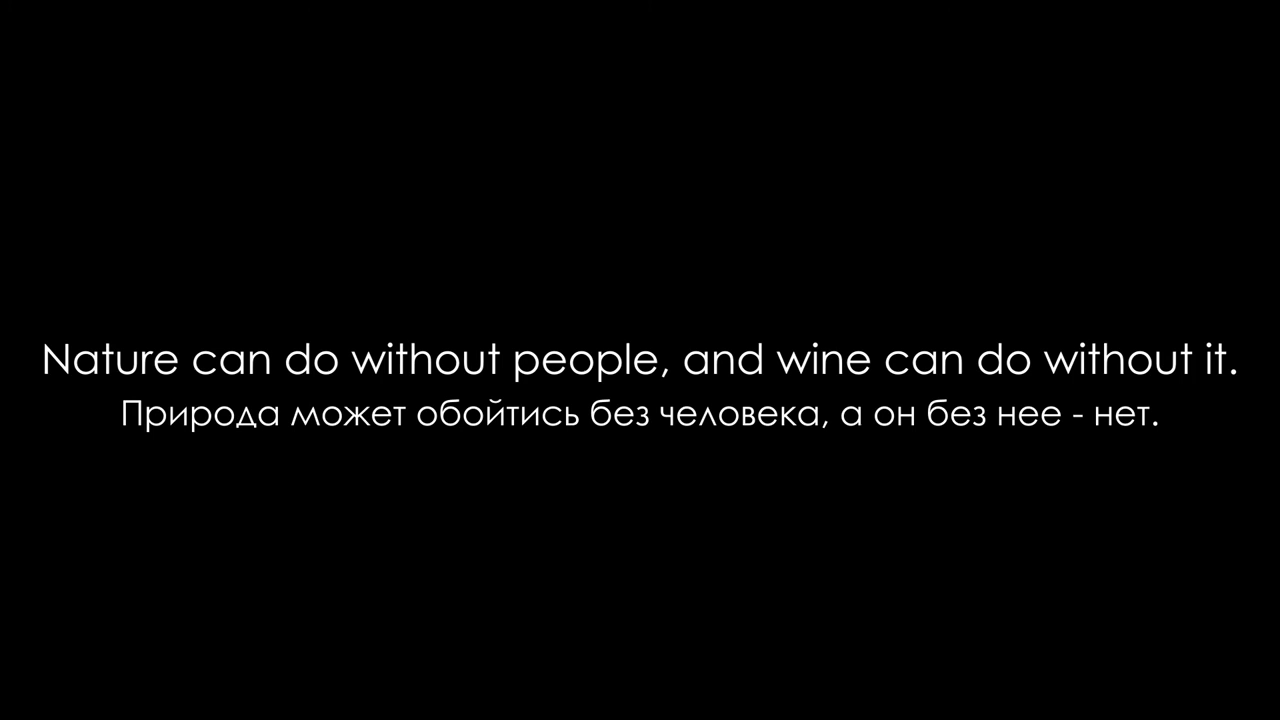 Nature can do without people, and wine can do without it.
Природа может обойтись без человека, а он без нее - нет.